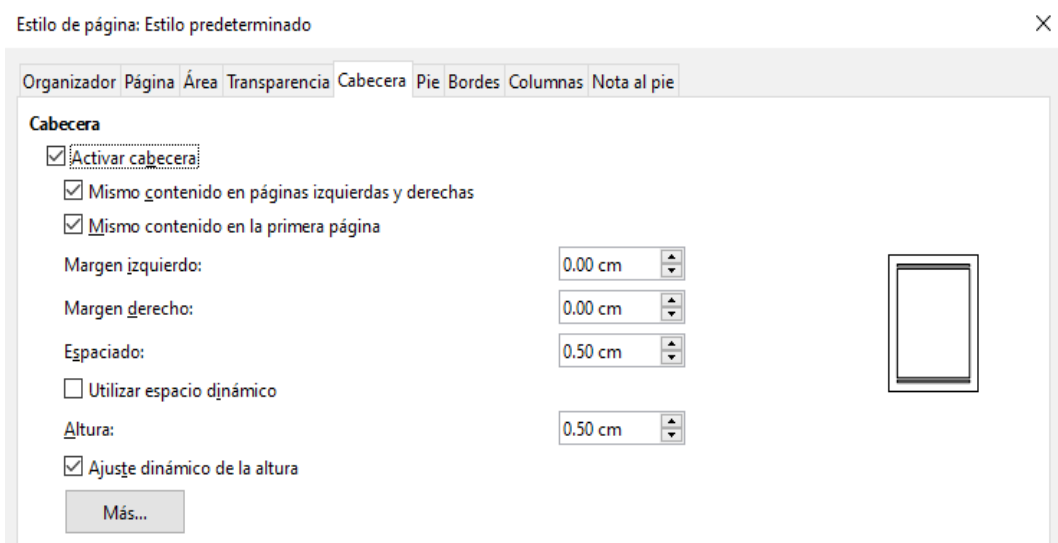 Estilo de página: Estilo predeterminado
Organizador Página Área Transparencia Cabecera Pie Bordes Columnas Nota al pie
Cabecera
Activar cabecera
Mismo contenido en páginas izquierdas y derechas
Mismo contenido en la primera página
Margen izquierdo: 0.00 cm
Margen derecho: 0.00 cm
Espaciado: 0.50 cm
Utilizar espacio dinámico
Altura: 0.50 cm
Ajuste dinámico de la altura
Más...